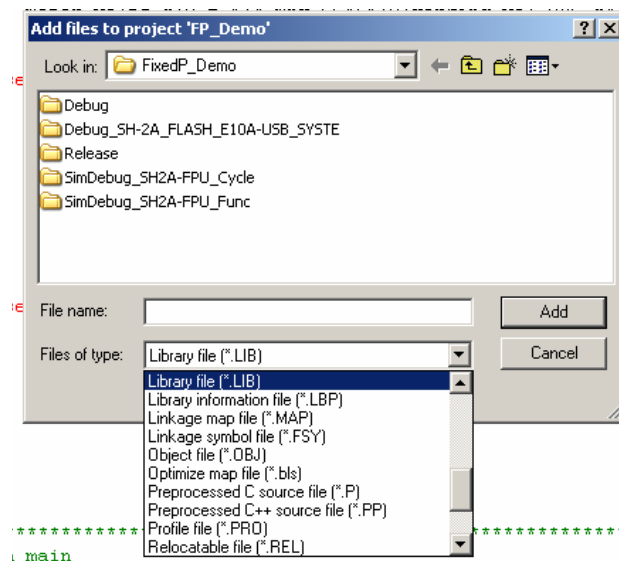 Add files to project 'FP_Demo'
Look in: FixedP_Demo
Debug
Debug_SH-2A_FLASH_E10A-USB_SYSTE
Release
SimDebug_SH2A-FPU_Cycle
SimDebug_SH2A-FPU_Func
File name: Add
Files of type: Library file (*.LIB) Cancel
Library file (*.LIB)
Library information file (*.LBP)
Linkage map file (*.MAP)
Linkage symbol file (*.FSY)
Object file (*.OBJ)
Optimize map file (*.bls)
Preprocessed C source file (*.P)
Preprocessed C++ source file (*.PP)
Profile file (*.PRO)
Relocatable file (*.REL)
main